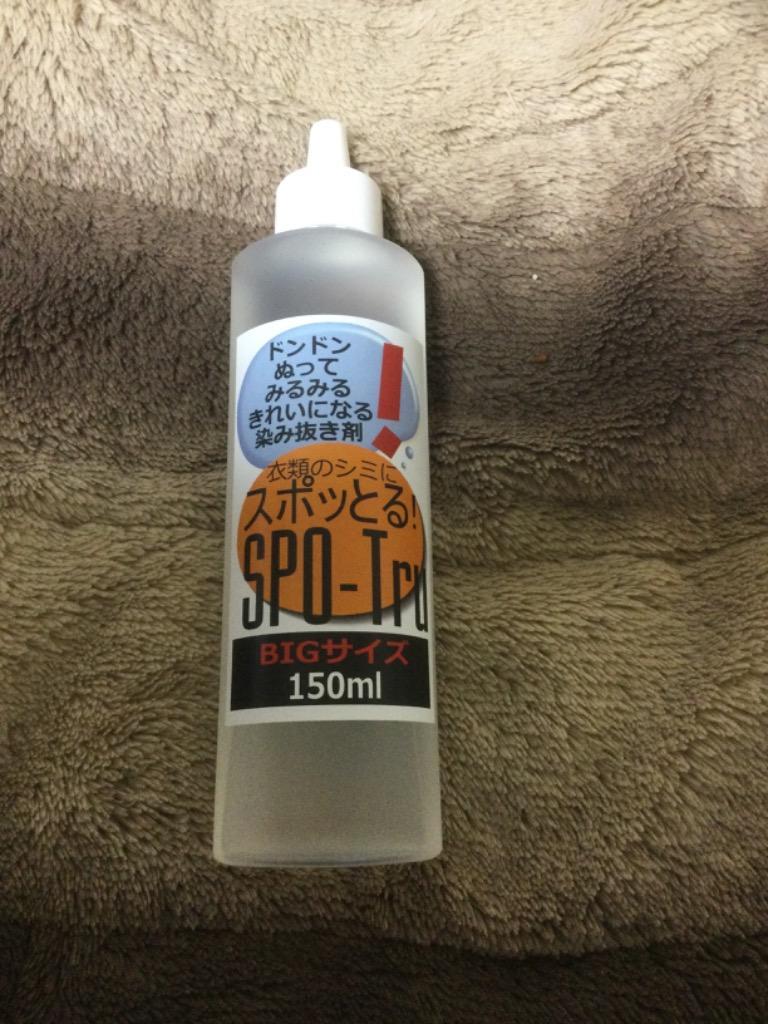 ドンドン
ぬって
みるみる
きれいになる
染み抜き剤
!
衣類のシミに
スポッとる!
SPO-Tru
BIGサイズ
150ml